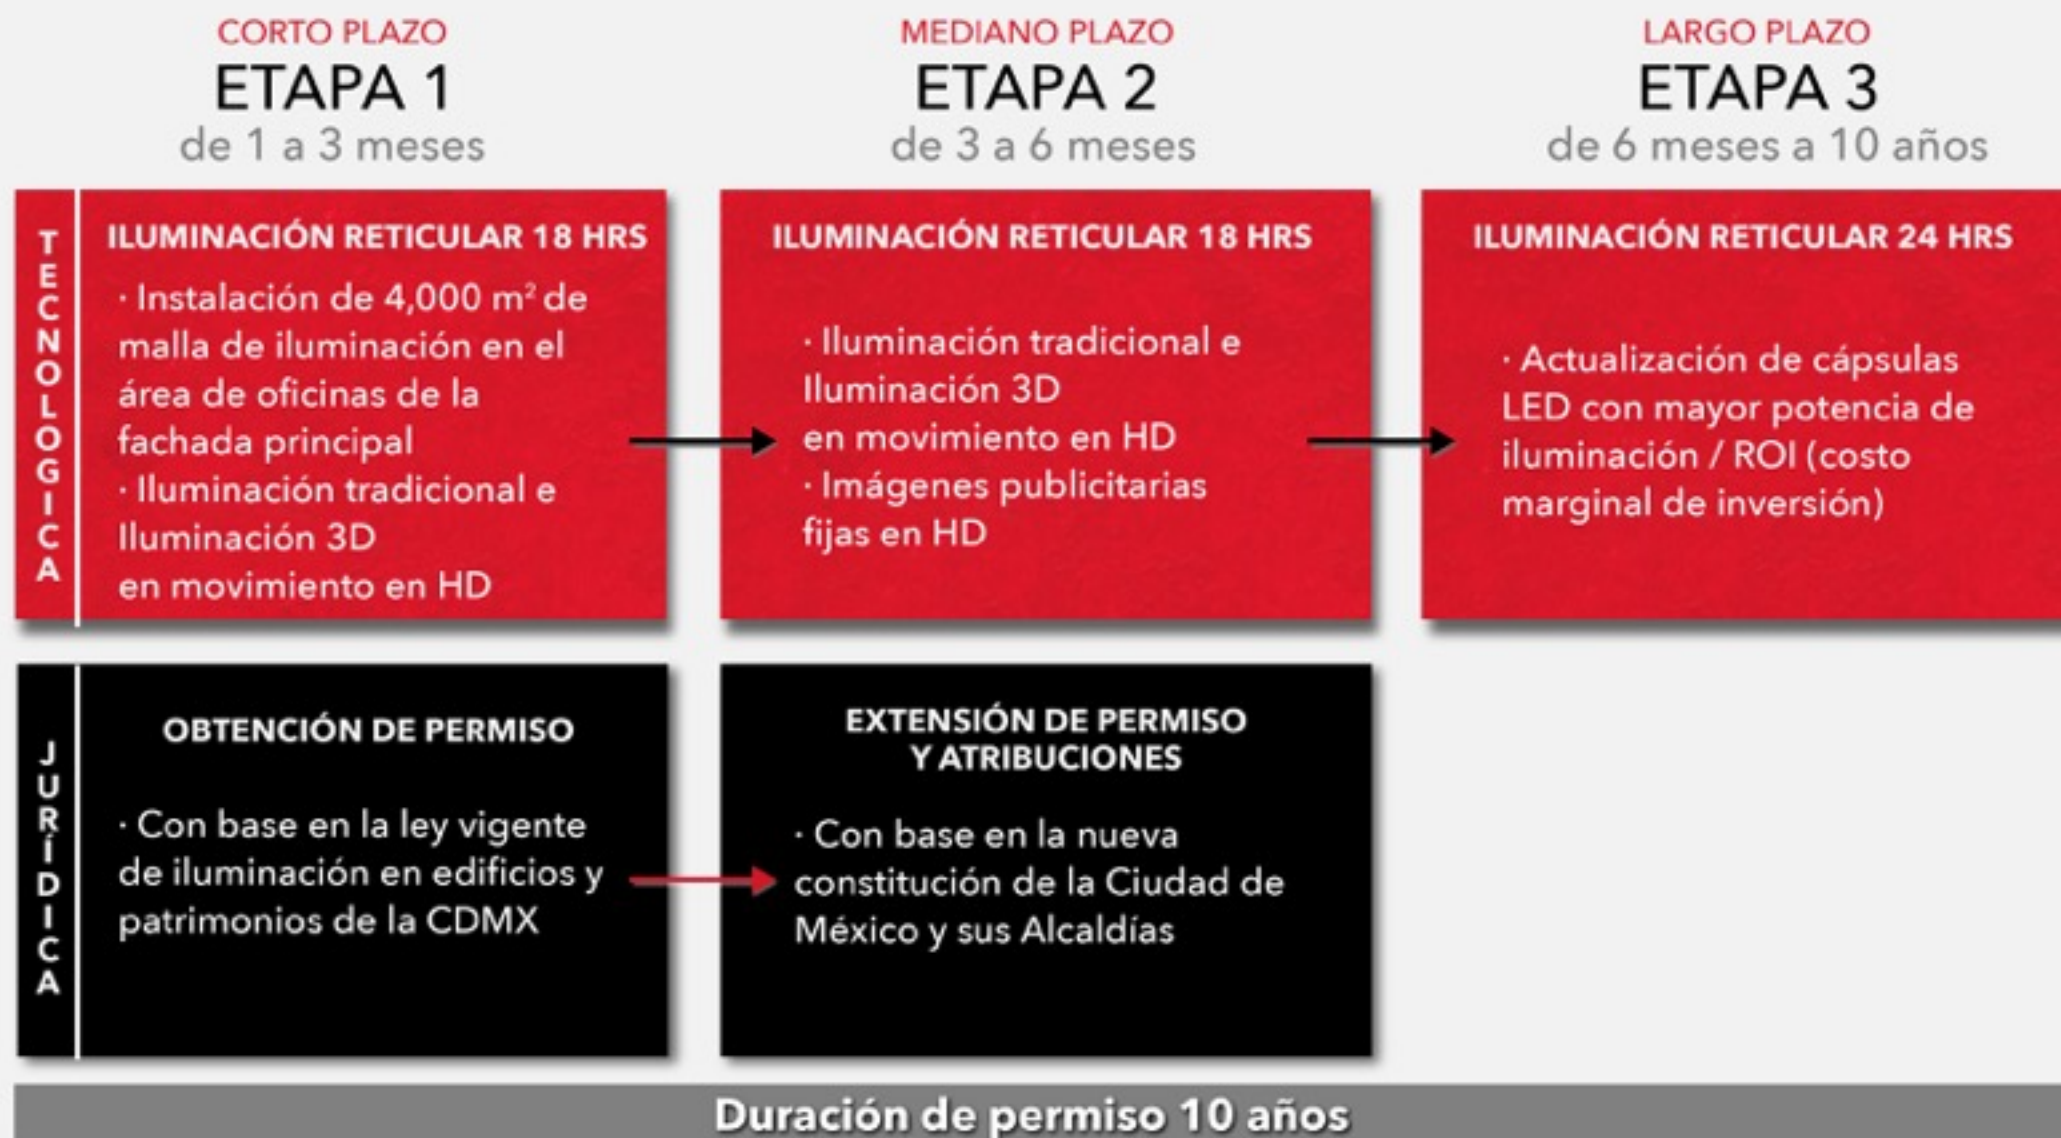 CORTO PLAZO
ETAPA 1
de 1 a 3 meses
MEDIANO PLAZO
ETAPA 2
de 3 a 6 meses
LARGO PLAZO
ETAPA 3
de 6 meses a 10 años
TECNOLOGICA
ILUMINACIÓN RETICULAR 18 HRS
· Instalación de 4,000 m² de
malla de iluminación en el
área de oficinas de la
fachada principal
· Iluminación tradicional e
Iluminación 3D
en movimiento en HD
ILUMINACIÓN RETICULAR 18 HRS
· Iluminación tradicional e
Iluminación 3D
en movimiento en HD
· Imágenes publicitarias
fijas en HD
ILUMINACIÓN RETICULAR 24 HRS
· Actualización de cápsulas
LED con mayor potencia de
iluminación / ROI (costo
marginal de inversión)
JURÍDICA
OBTENCIÓN DE PERMISO
· Con base en la ley vigente
de iluminación en edificios y
patrimonios de la CDMX
EXTENSIÓN DE PERMISO
Y ATRIBUCIONES
· Con base en la nueva
constitución de la Ciudad de
México y sus Alcaldías
Duración de permiso 10 años